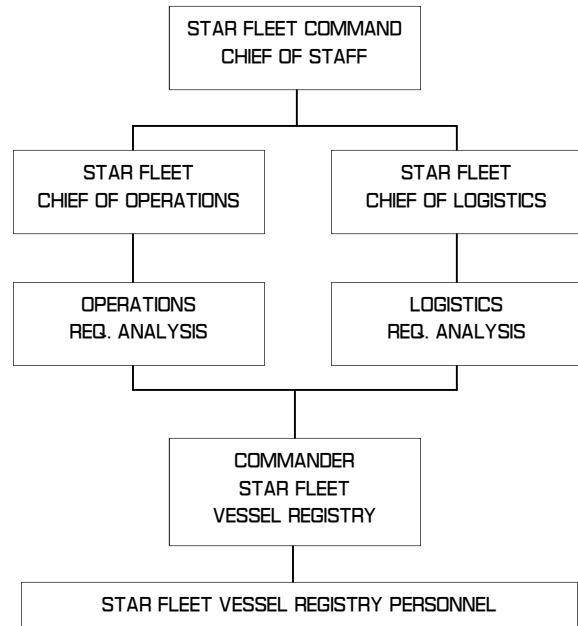 STAR FLEET COMMAND
CHIEF OF STAFF
STAR FLEET
CHIEF OF OPERATIONS
STAR FLEET
CHIEF OF LOGISTICS
OPERATIONS
REQ. ANALYSIS
LOGISTICS
REQ. ANALYSIS
COMMANDER
STAR FLEET
VESSEL REGISTRY
STAR FLEET VESSEL REGISTRY PERSONNEL